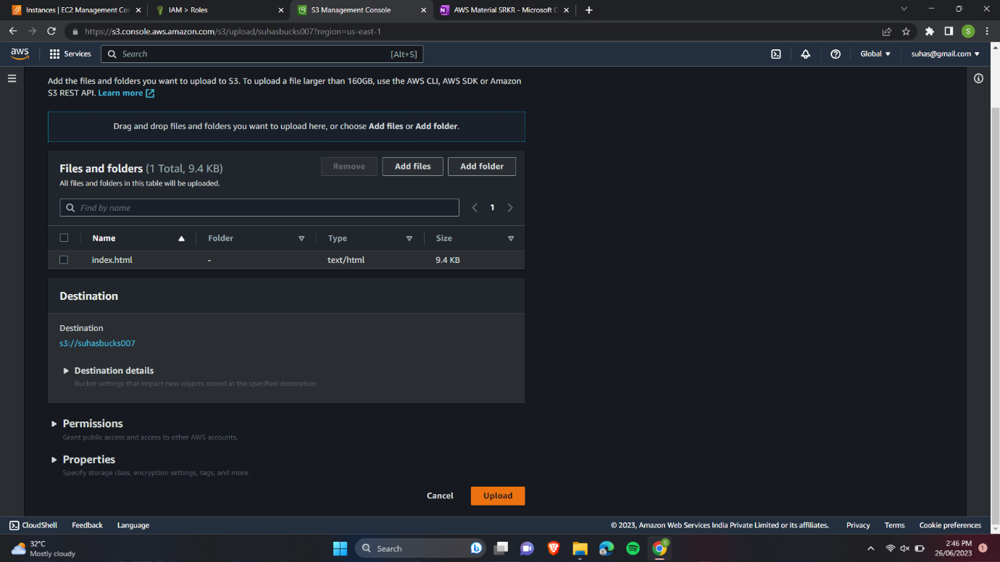 Instances | EC2 Management Cor
IAM > Roles
S3 Management Console
AWS Material SRKR - Microsoft C
https://s3.console.aws.amazon.com/s3/upload/suhasbucks007?region=us-east-1
S
aws
Services
Search
[Alt+S]
Global
suhas@gmail.com
Add the files and folders you want to upload to S3. To upload a file larger than 160GB, use the AWS CLI, AWS SDK or Amazon
S3 REST API. Learn more
Drag and drop files and folders you want to upload here, or choose Add files or Add folder.
Files and folders (1 Total, 9.4 KB)
Remove
Add files
Add folder
All files and folders in this table will be uploaded.
Find by name
1
Name
Folder
Type
Size
index.html
-
text/html
9.4 KB
Destination
Destination
s3://suhasbucks007
Destination details
Bucket settings that impact new objects stored in the specified destination.
Permissions
Grant public access and access to other AWS accounts.
Properties
Specify storage class, encryption settings, tags, and more.
Cancel
Upload
CloudShell
Feedback
Language
© 2023, Amazon Web Services India Private Limited or its affiliates.
Privacy
Terms
Cookie preferences
32°C
Mostly cloudy
Search
2:46 PM
26/06/2023
1